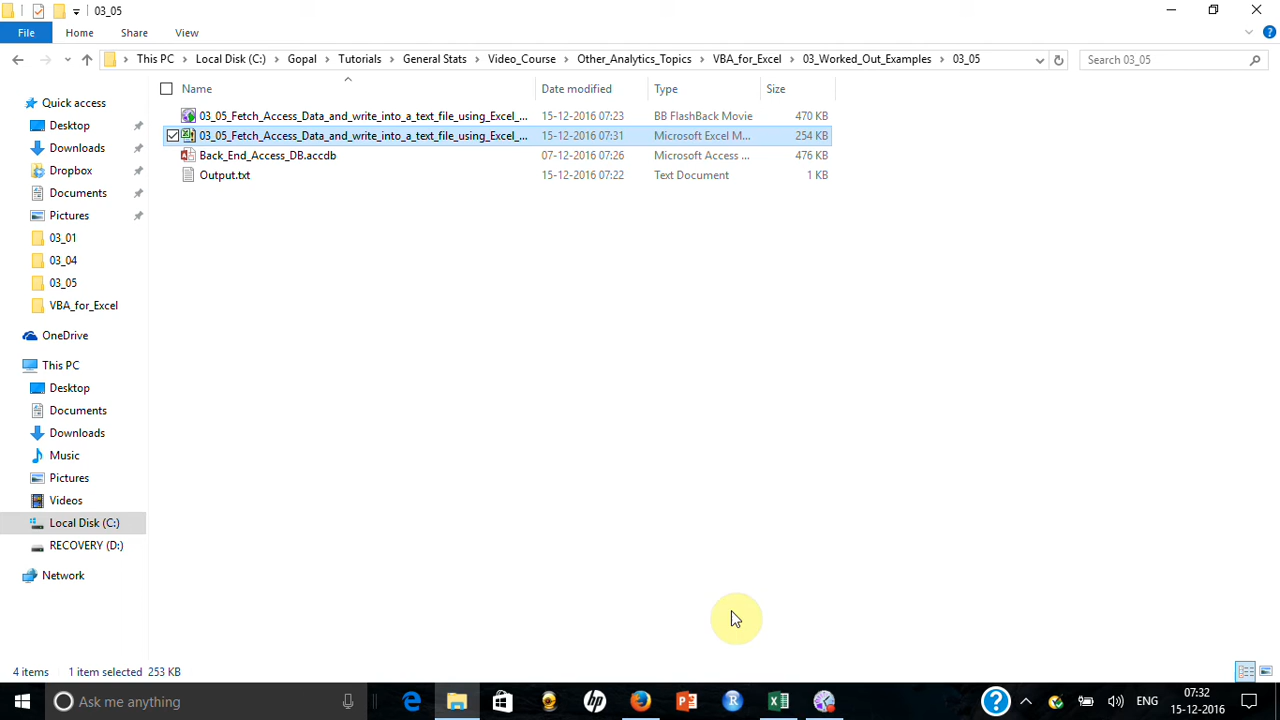 03_05
File Home Share View
This PC Local Disk (C:) Gopal Tutorials General Stats Video_Course Other_Analytics_Topics VBA_for_Excel 03_Worked_Out_Examples 03_05 Search 03_05
Name Date modified Type Size
03_05_Fetch_Access_Data_and_write_into_a_text_file_using_Excel_... 15-12-2016 07:23 BB FlashBack Movie 470 KB
03_05_Fetch_Access_Data_and_write_into_a_text_file_using_Excel_... 15-12-2016 07:31 Microsoft Excel M... 254 KB
Back_End_Access_DB.accdb 07-12-2016 07:26 Microsoft Access ... 476 KB
Output.txt 15-12-2016 07:22 Text Document 1 KB
Quick access
Desktop
Downloads
Dropbox
Documents
Pictures
03_01
03_04
03_05
VBA_for_Excel
OneDrive
This PC
Desktop
Documents
Downloads
Music
Pictures
Videos
Local Disk (C:)
RECOVERY (D:)
Network
4 items 1 item selected 253 KB
Ask me anything
ENG
07:32
15-12-2016